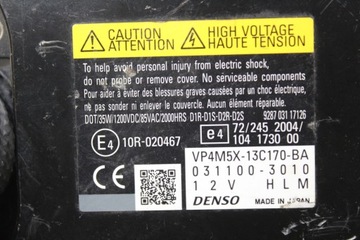 CAUTION
ATTENTION
HIGH VOLTAGE
HAUTE TENSION
To help avoid personal injury from electric shock,
do not probe or remove cover. No serviceable components
Pour aider à éviter des blessures graves causées par un choc électrique,
ne pas sonder ni retirer le couvercle. Aucun élément réparable.
DOT/35W/1200VDC/85VAC/2000HRS D1R-D1S-D2R-D2S 9287 0311 7126
E4
10R-020467
e4
72/245 2004/
104 1730 00
VP4M5X-13C170-BA
031100-3010
12V HLM
DENSO MADE IN JAPAN